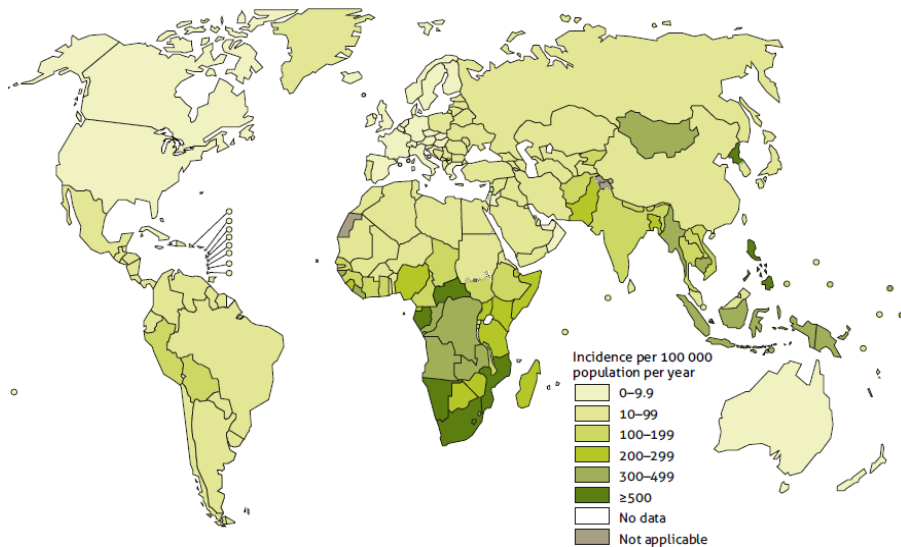 Incidence per 100 000
population per year
0–9.9
10–99
100–199
200–299
300–499
≥500
No data
Not applicable